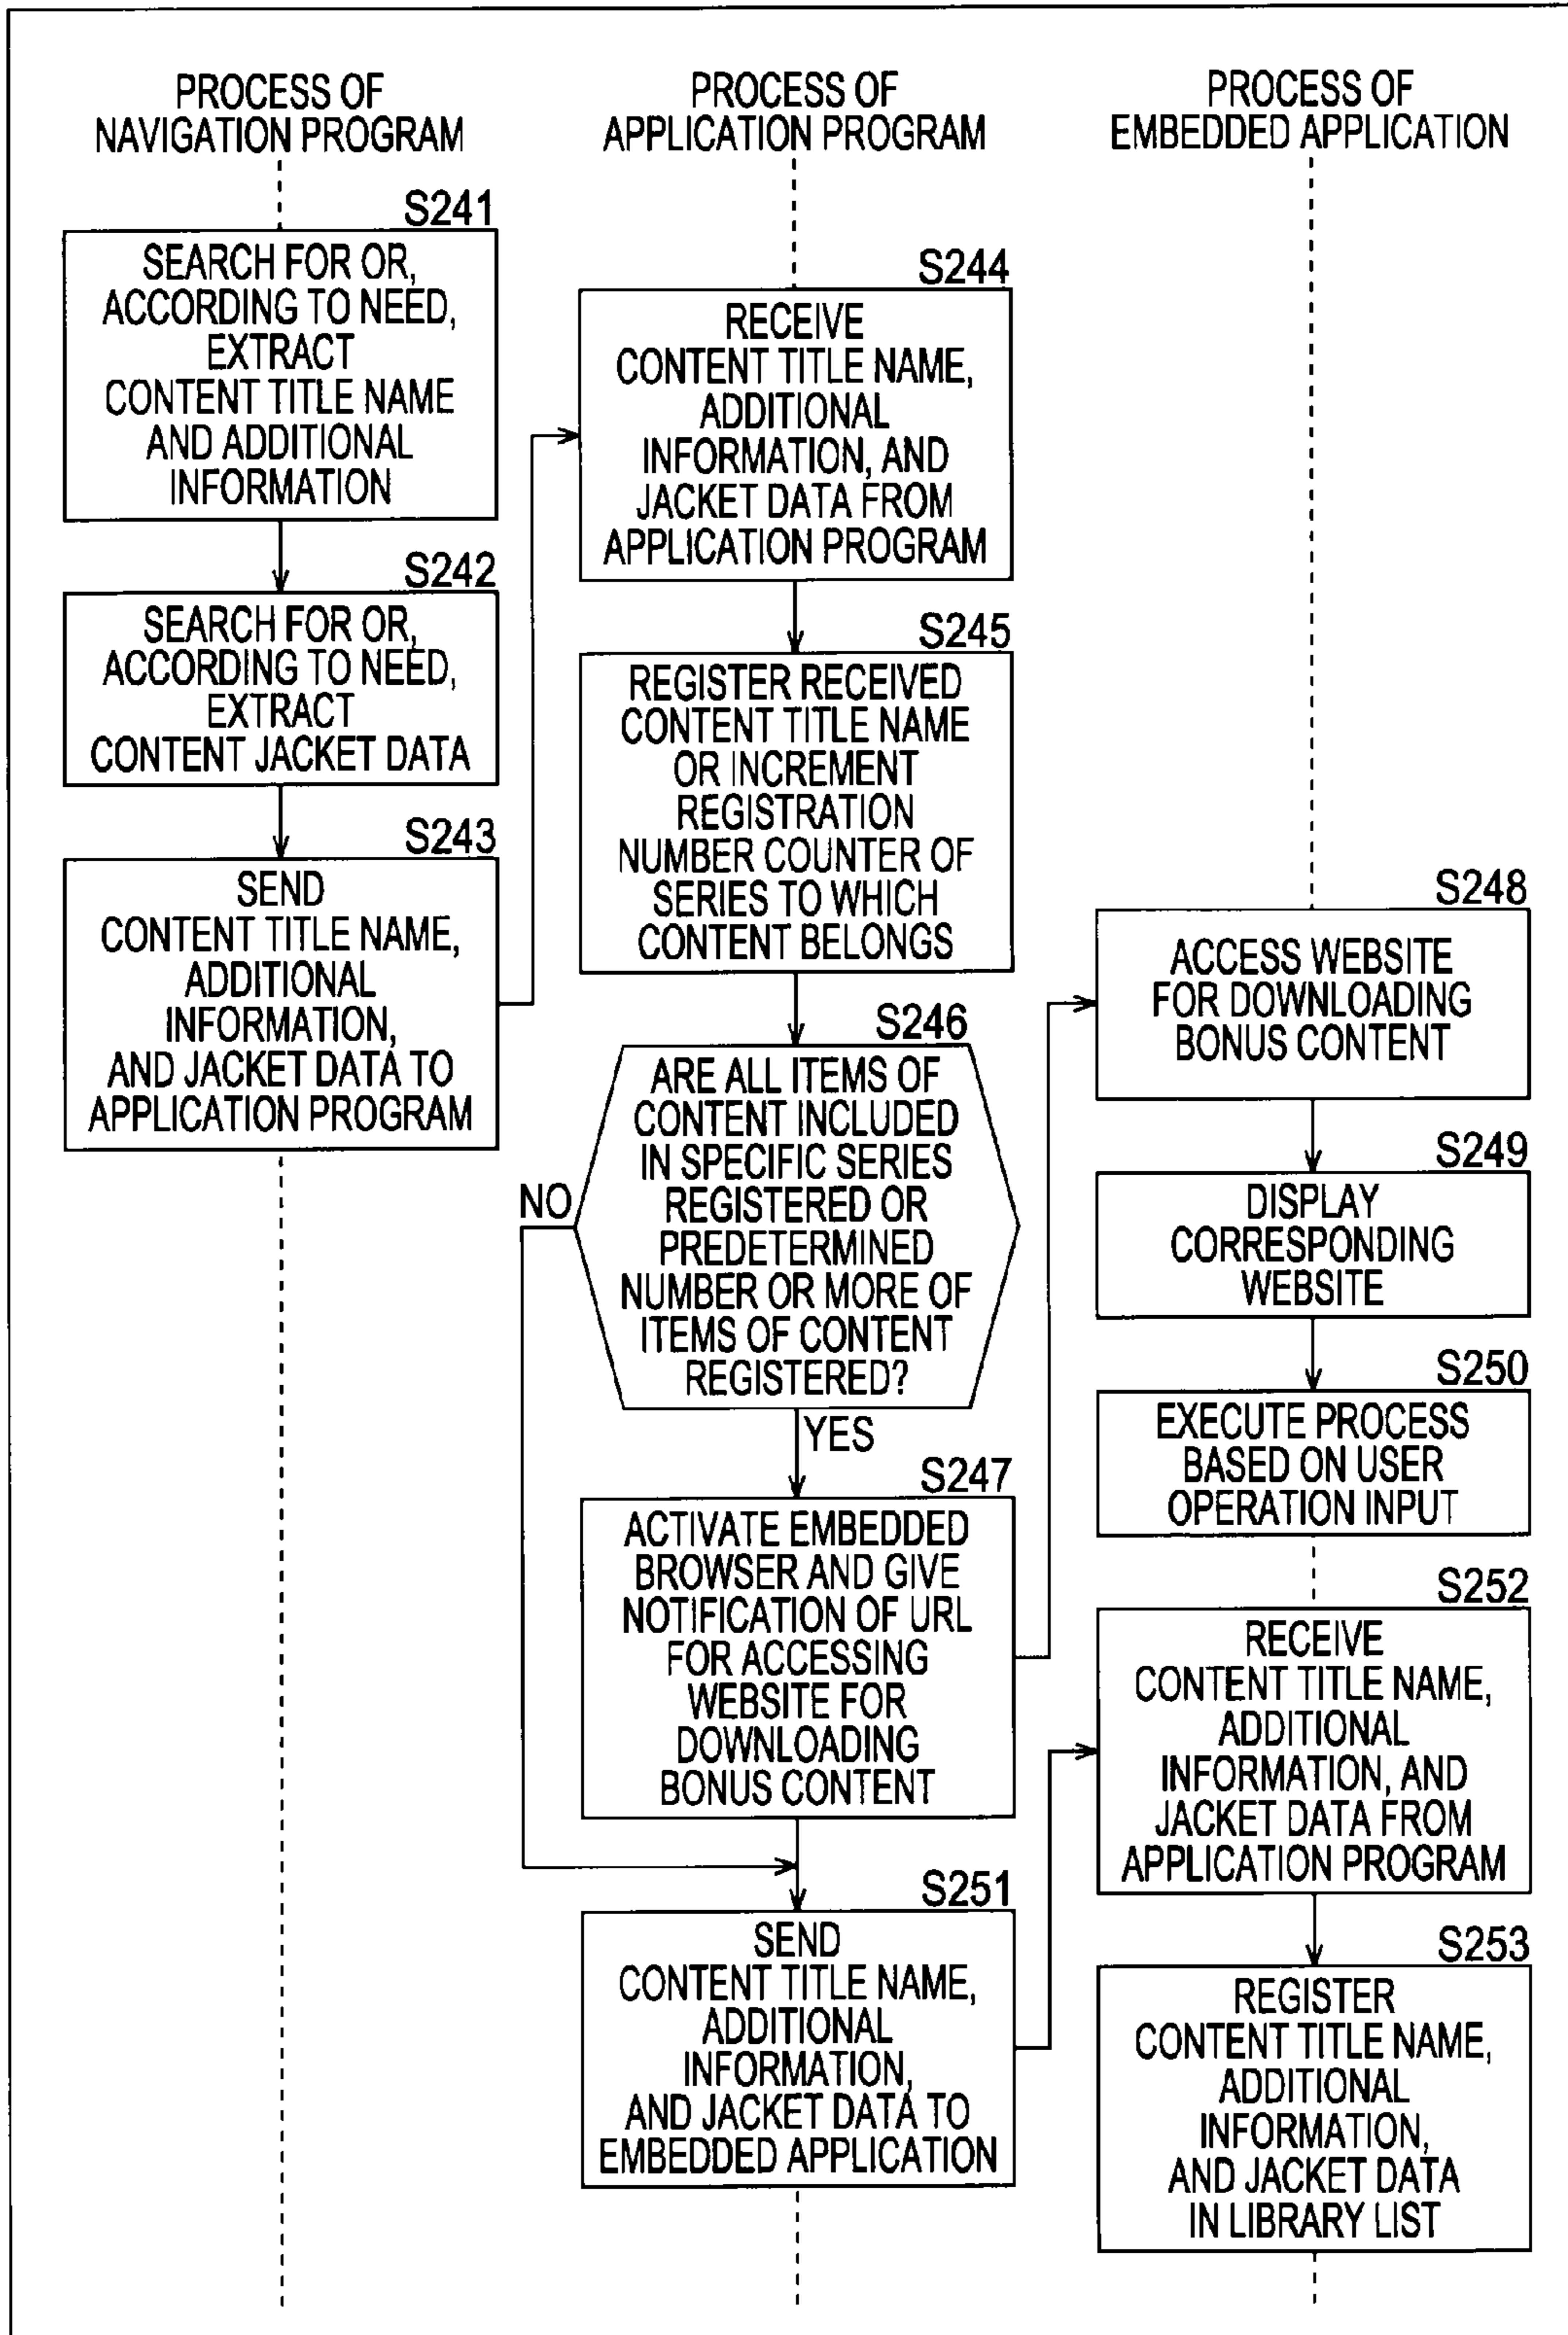 PROCESS OF
NAVIGATION PROGRAM
S241
SEARCH FOR OR,
ACCORDING TO NEED,
EXTRACT
CONTENT TITLE NAME
AND ADDITIONAL
INFORMATION
S242
SEARCH FOR OR,
ACCORDING TO NEED,
EXTRACT
CONTENT JACKET DATA
S243
SEND
CONTENT TITLE NAME,
ADDITIONAL
INFORMATION,
AND JACKET DATA TO
APPLICATION PROGRAM
PROCESS OF
APPLICATION PROGRAM
S244
RECEIVE
CONTENT TITLE NAME,
ADDITIONAL
INFORMATION, AND
JACKET DATA FROM
APPLICATION PROGRAM
S245
REGISTER RECEIVED
CONTENT TITLE NAME
OR INCREMENT
REGISTRATION
NUMBER COUNTER OF
SERIES TO WHICH
CONTENT BELONGS
S246
ARE ALL ITEMS OF
CONTENT INCLUDED
IN SPECIFIC SERIES
REGISTERED OR
PREDETERMINED
NUMBER OR MORE OF
ITEMS OF CONTENT
REGISTERED?
NO
YES
S247
ACTIVATE EMBEDDED
BROWSER AND GIVE
NOTIFICATION OF URL
FOR ACCESSING
WEBSITE FOR
DOWNLOADING
BONUS CONTENT
S251
SEND
CONTENT TITLE NAME,
ADDITIONAL
INFORMATION,
AND JACKET DATA TO
EMBEDDED APPLICATION
PROCESS OF
EMBEDDED APPLICATION
S248
ACCESS WEBSITE
FOR DOWNLOADING
BONUS CONTENT
S249
DISPLAY
CORRESPONDING
WEBSITE
S250
EXECUTE PROCESS
BASED ON USER
OPERATION INPUT
S252
RECEIVE
CONTENT TITLE NAME,
ADDITIONAL
INFORMATION, AND
JACKET DATA FROM
APPLICATION PROGRAM
S253
REGISTER
CONTENT TITLE NAME,
ADDITIONAL
INFORMATION,
AND JACKET DATA
IN LIBRARY LIST